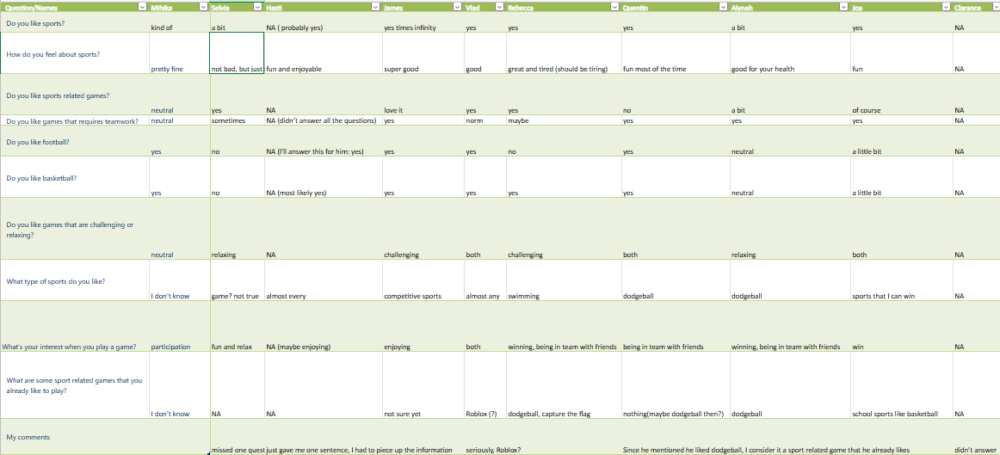 Question/Names Mihika Selvia Hasti James Vlad Rebecca Quentin Alynah Joa Clarance
Do you like sports? kind of a bit NA ( probably yes) yes times infinity yes yes yes a bit yes NA
How do you feel about sports? pretty fine not bad, but just fun and enjoyable super good good great and tired (should be tiring) fun most of the time good for your health fun NA
Do you like sports related games? neutral yes NA love it yes yes no a bit of course NA
Do you like games that requires teamwork? neutral sometimes NA (didn't answer all the questions) yes norm maybe yes yes yes NA
Do you like football? yes no NA (I'll answer this for him: yes) yes yes no yes neutral a little bit NA
Do you like basketball? yes no NA (most likely yes) yes yes yes yes neutral a little bit NA
Do you like games that are challenging or
relaxing? neutral relaxing NA challenging both challenging both relaxing both NA
What type of sports do you like? I don't know game? not true almost every competitive sports almost any swimming dodgeball dodgeball sports that I can win NA
What's your interest when you play a game? participation fun and relax NA (maybe enjoying) enjoying both winning, being in team with friends being in team with friends winning, being in team with friends win NA
What are some sport related games that you
already like to play? I don't know NA NA not sure yet Roblox (?) dodgeball, capture the flag nothing(maybe dodgeball then?) dodgeball school sports like basketball NA
My comments missed one quest just gave me one sentence, I had to piece up the information seriously, Roblox? Since he mentioned he liked dodgeball, I consider it a sport related game that he already likes didn't answer